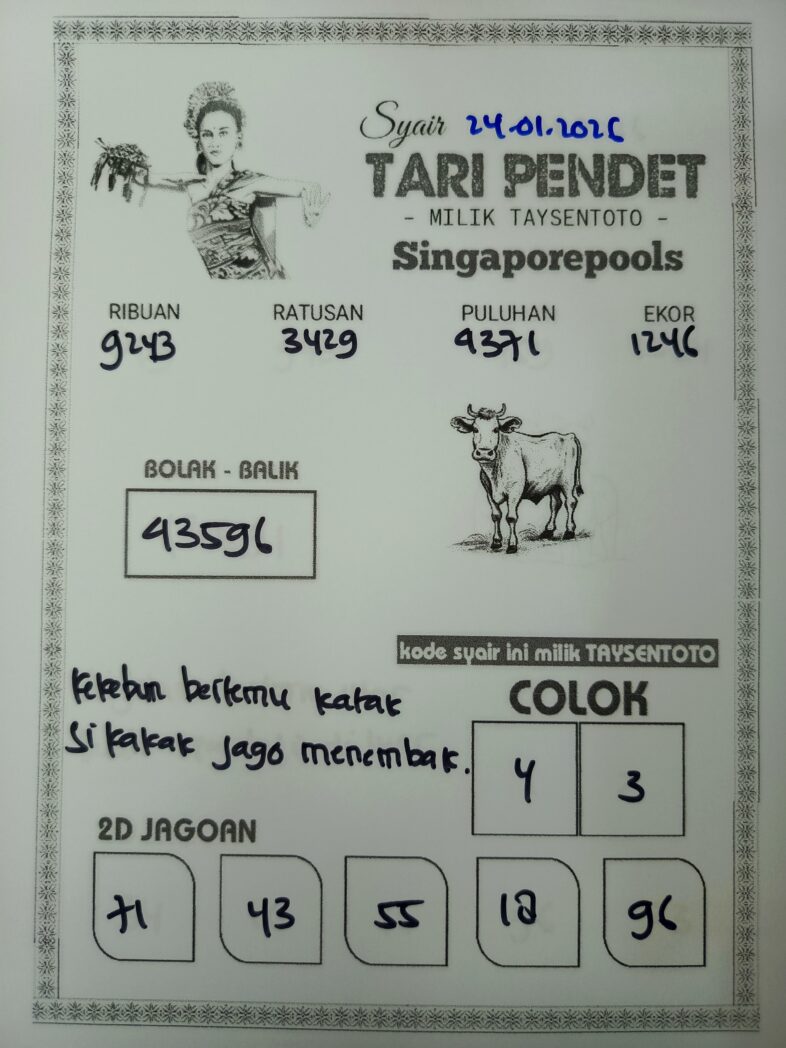 Syair 24.01.2026
TARI PENDET
- MILIK TAYSENTOTO -
Singaporepools
RIBUAN RATUSAN PULUHAN EKOR
9243 3429 4371 1246
BOLAK - BALIK
43596
kode syair ini milik TAYSENTOTO
Kekebun bertemu katak
si kakak jago menembak.
COLOK
4 3
2D JAGOAN
71 43 55 18 96